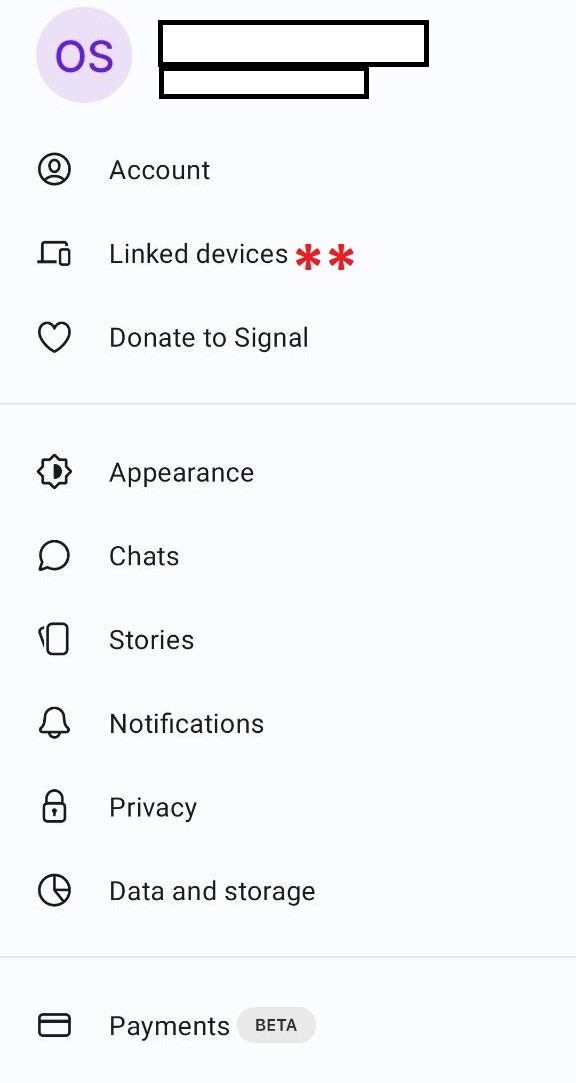 OS
Account
Linked devices **
Donate to Signal
Appearance
Chats
Stories
Notifications
Privacy
Data and storage
Payments BETA